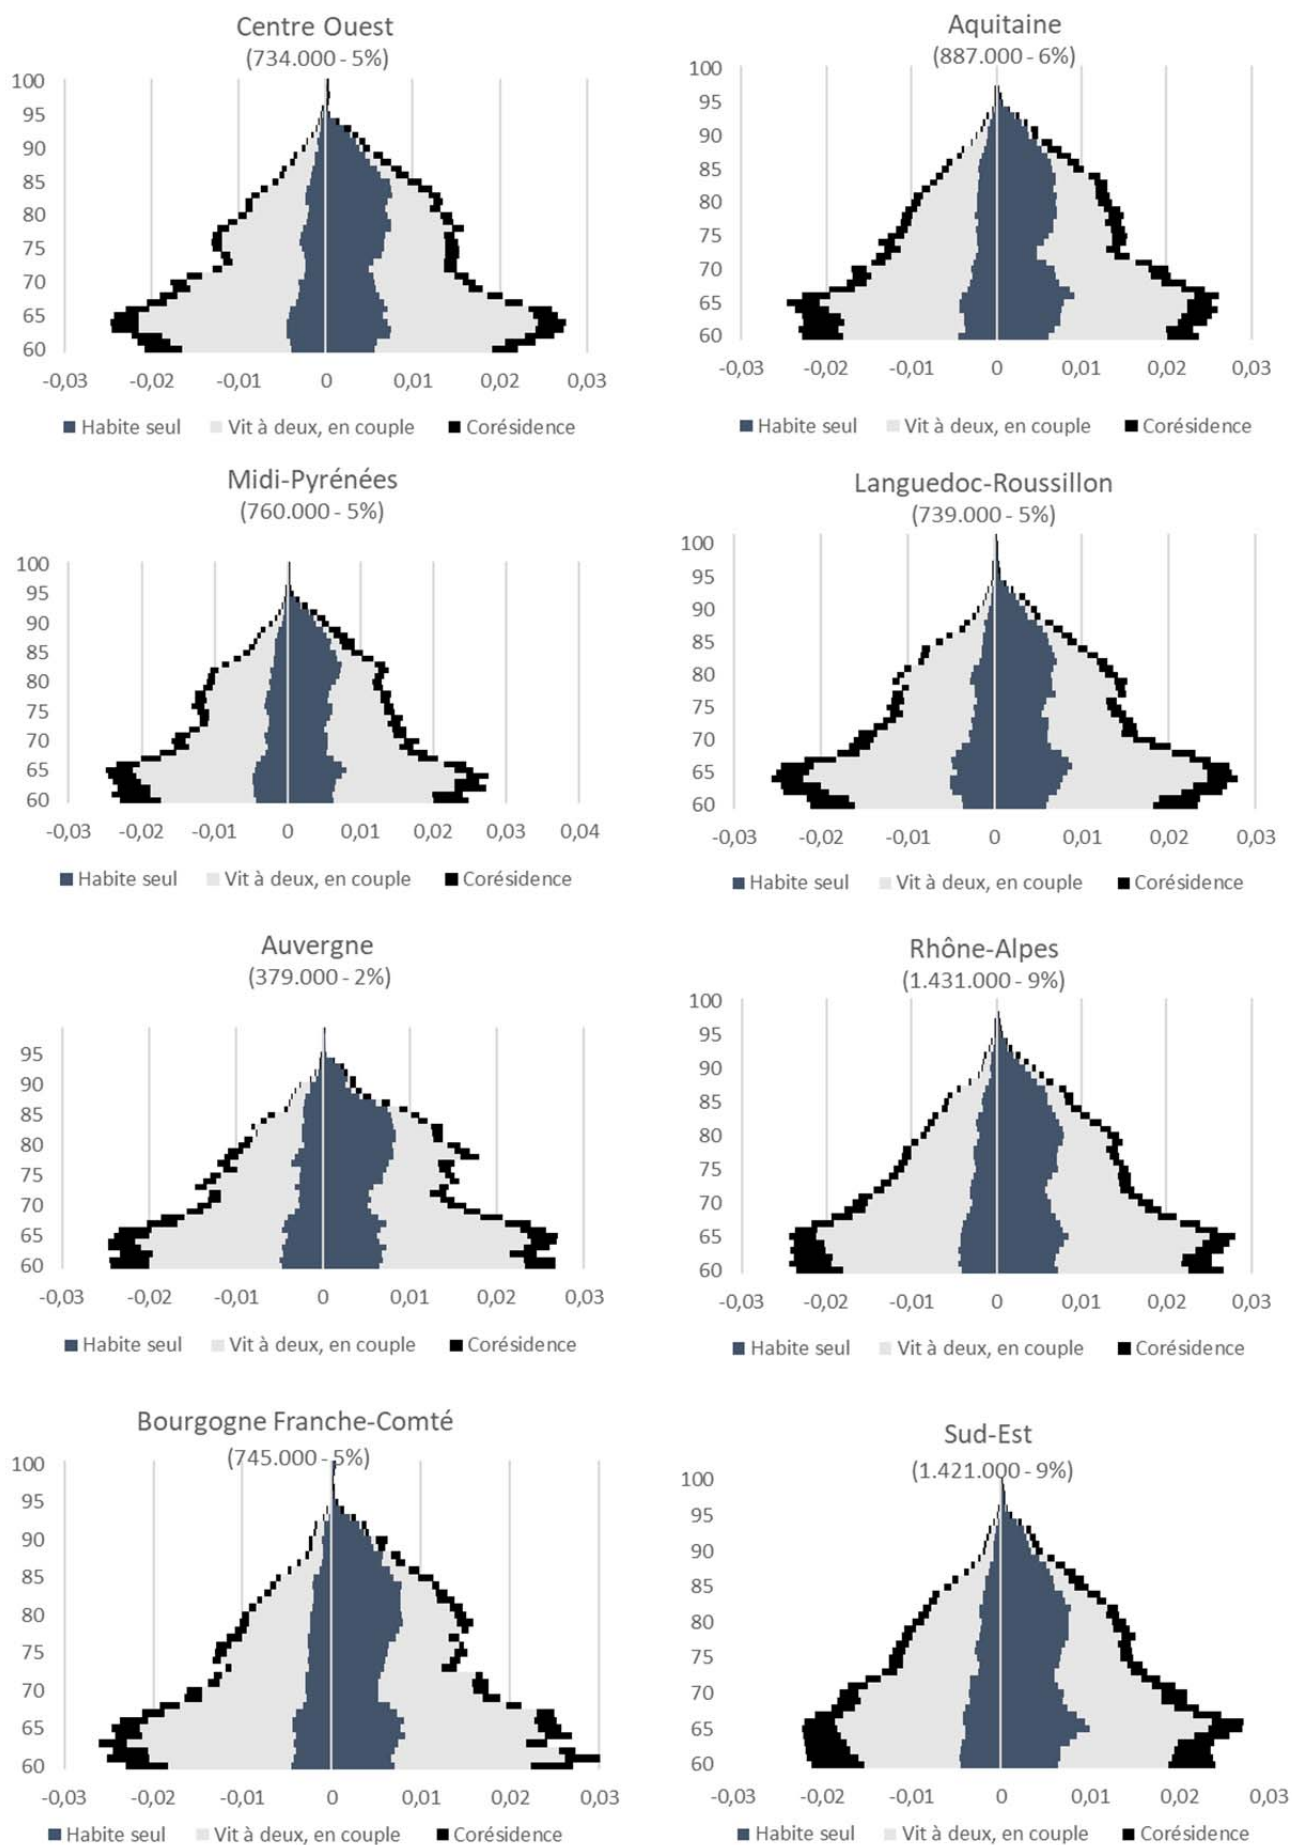 Centre Ouest
(734.000 - 5%)
100
95
90
85
80
75
70
65
60
-0,03 -0,02 -0,01 0 0,01 0,02 0,03
Habite seul Vit à deux, en couple Corésidence
Aquitaine
(887.000 - 6%)
100
95
90
85
80
75
70
65
60
-0,03 -0,02 -0,01 0 0,01 0,02 0,03
Habite seul Vit à deux, en couple Corésidence
Midi-Pyrénées
(760.000 - 5%)
100
95
90
85
80
75
70
65
60
-0,03 -0,02 -0,01 0 0,01 0,02 0,03 0,04
Habite seul Vit à deux, en couple Corésidence
Languedoc-Roussillon
(739.000 - 5%)
100
95
90
85
80
75
70
65
60
-0,03 -0,02 -0,01 0 0,01 0,02 0,03
Habite seul Vit à deux, en couple Corésidence
Auvergne
(379.000 - 2%)
95
90
85
80
75
70
65
60
-0,03 -0,02 -0,01 0 0,01 0,02 0,03
Habite seul Vit à deux, en couple Corésidence
Rhône-Alpes
(1.431.000 - 9%)
100
95
90
85
80
75
70
65
60
-0,03 -0,02 -0,01 0 0,01 0,02 0,03
Habite seul Vit à deux, en couple Corésidence
Bourgogne Franche-Comté
(745.000 - 5%)
100
95
90
85
80
75
70
65
60
-0,03 -0,02 -0,01 0 0,01 0,02 0,03
Habite seul Vit à deux, en couple Corésidence
Sud-Est
(1.421.000 - 9%)
100
95
90
85
80
75
70
65
60
-0,03 -0,02 -0,01 0 0,01 0,02 0,03
Habite seul Vit à deux, en couple Corésidence